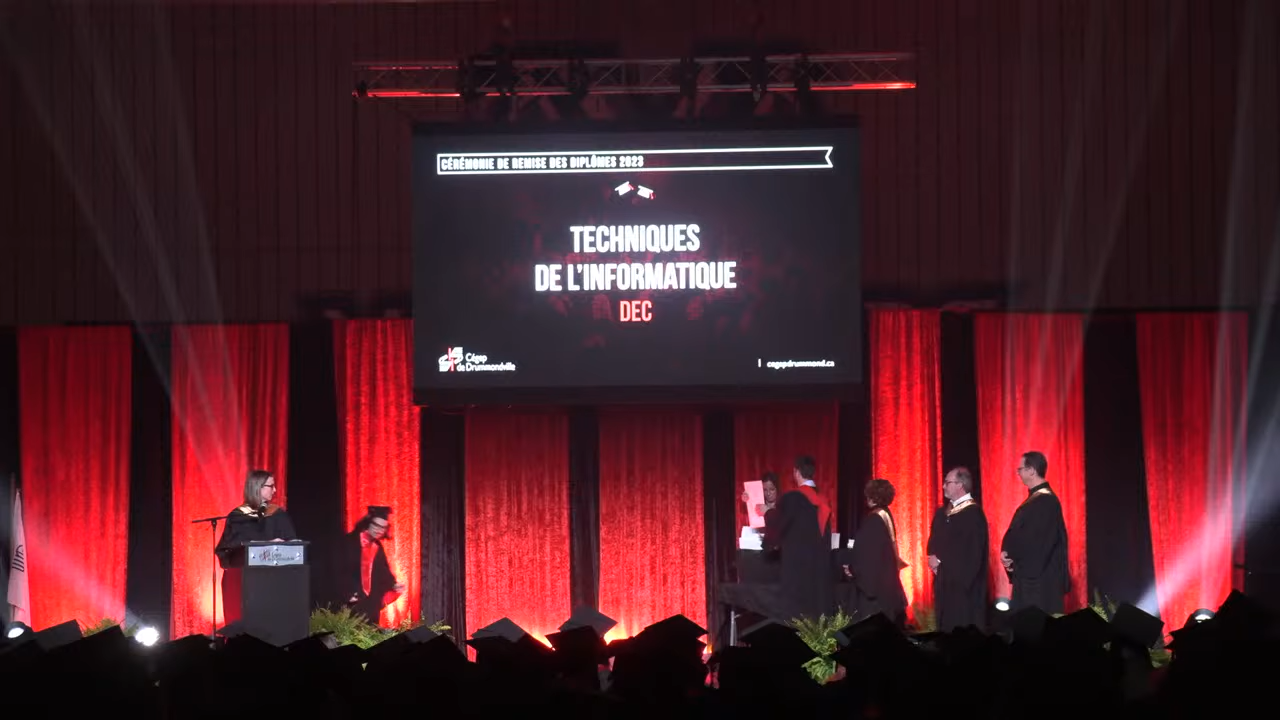 CÉRÉMONIE DE REMISE DES DIPLÔMES 2023
TECHNIQUES
DE L'INFORMATIQUE
DEC
Cégep
de Drummondville
cegepdrummond.ca